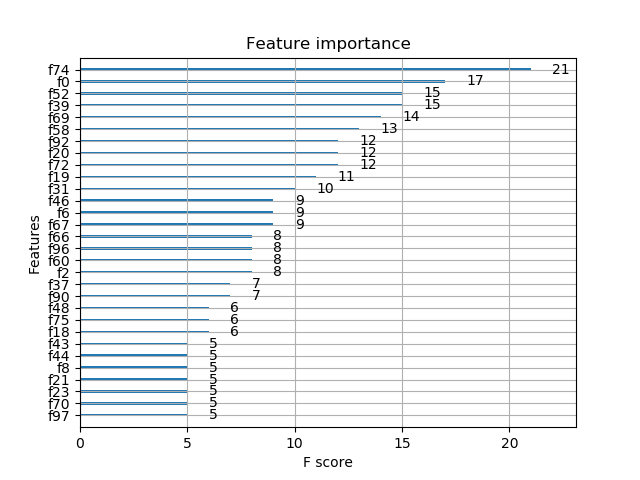 Feature importance
f74 21
f0 17
f52 15
f39 15
f69 14
f58 13
f92 12
f20 12
f72 12
f19 11
f31 10
f46 9
f6 9
f67 9
f66 8
f96 8
f60 8
f2 8
f37 7
f90 7
f48 6
f75 6
f18 6
f43 5
f44 5
f8 5
f21 5
f23 5
f70 5
f97 5
Features
0 5 10 15 20
F score